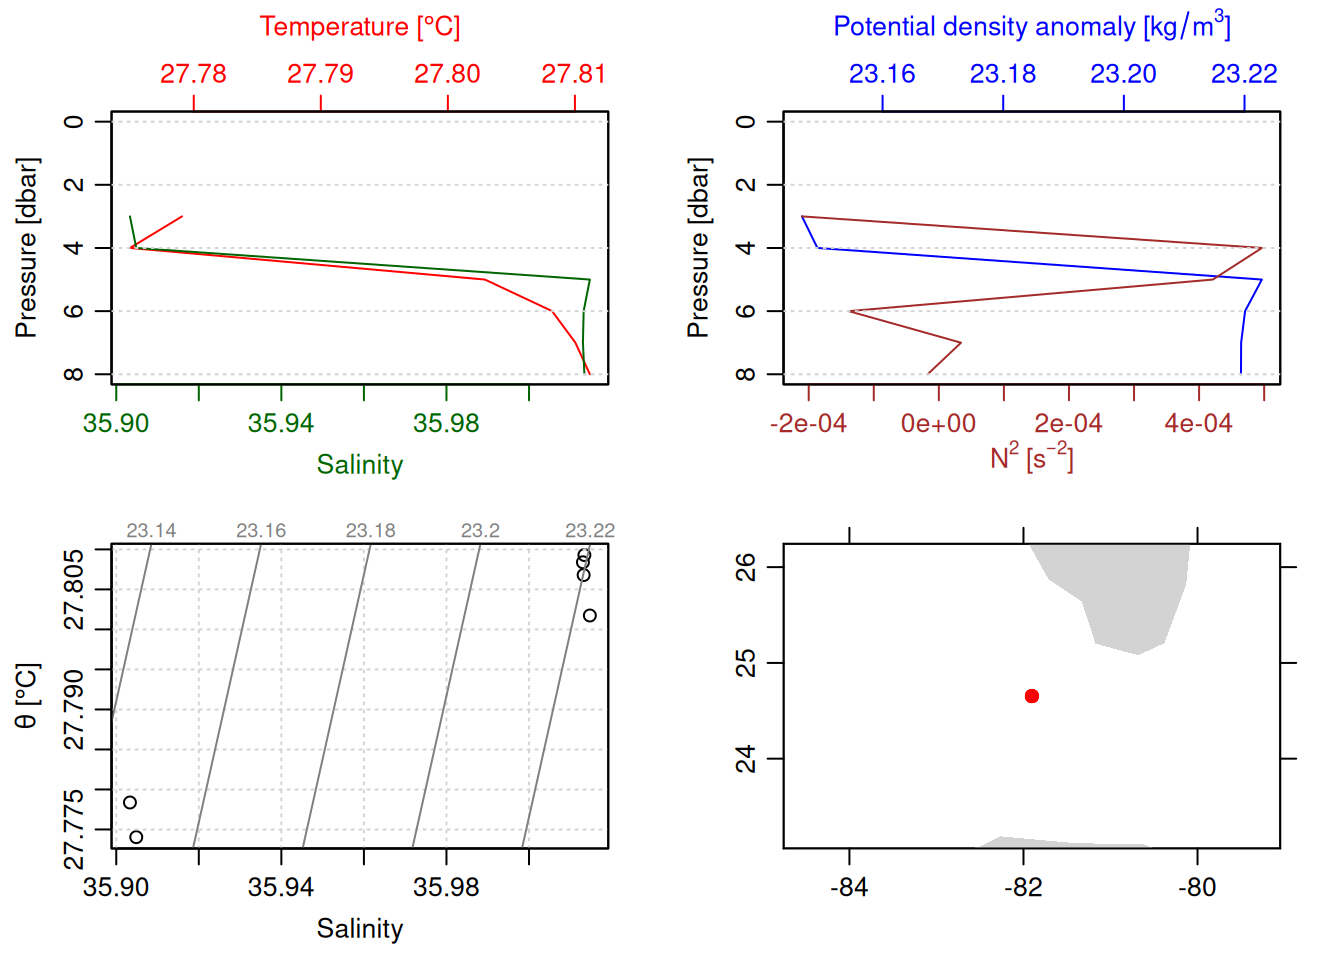 Temperature [°C]
27.78 27.79 27.80 27.81
Pressure [dbar]
0
2
4
6
8
35.90 35.94 35.98
Salinity
Potential density anomaly [kg/m³]
23.16 23.18 23.20 23.22
Pressure [dbar]
0
2
4
6
8
-2e-04 0e+00 2e-04 4e-04
N² [s⁻²]
23.14 23.16 23.18 23.2 23.22
θ [°C]
27.805
27.790
27.775
35.90 35.94 35.98
Salinity
26
25
24
-84 -82 -80